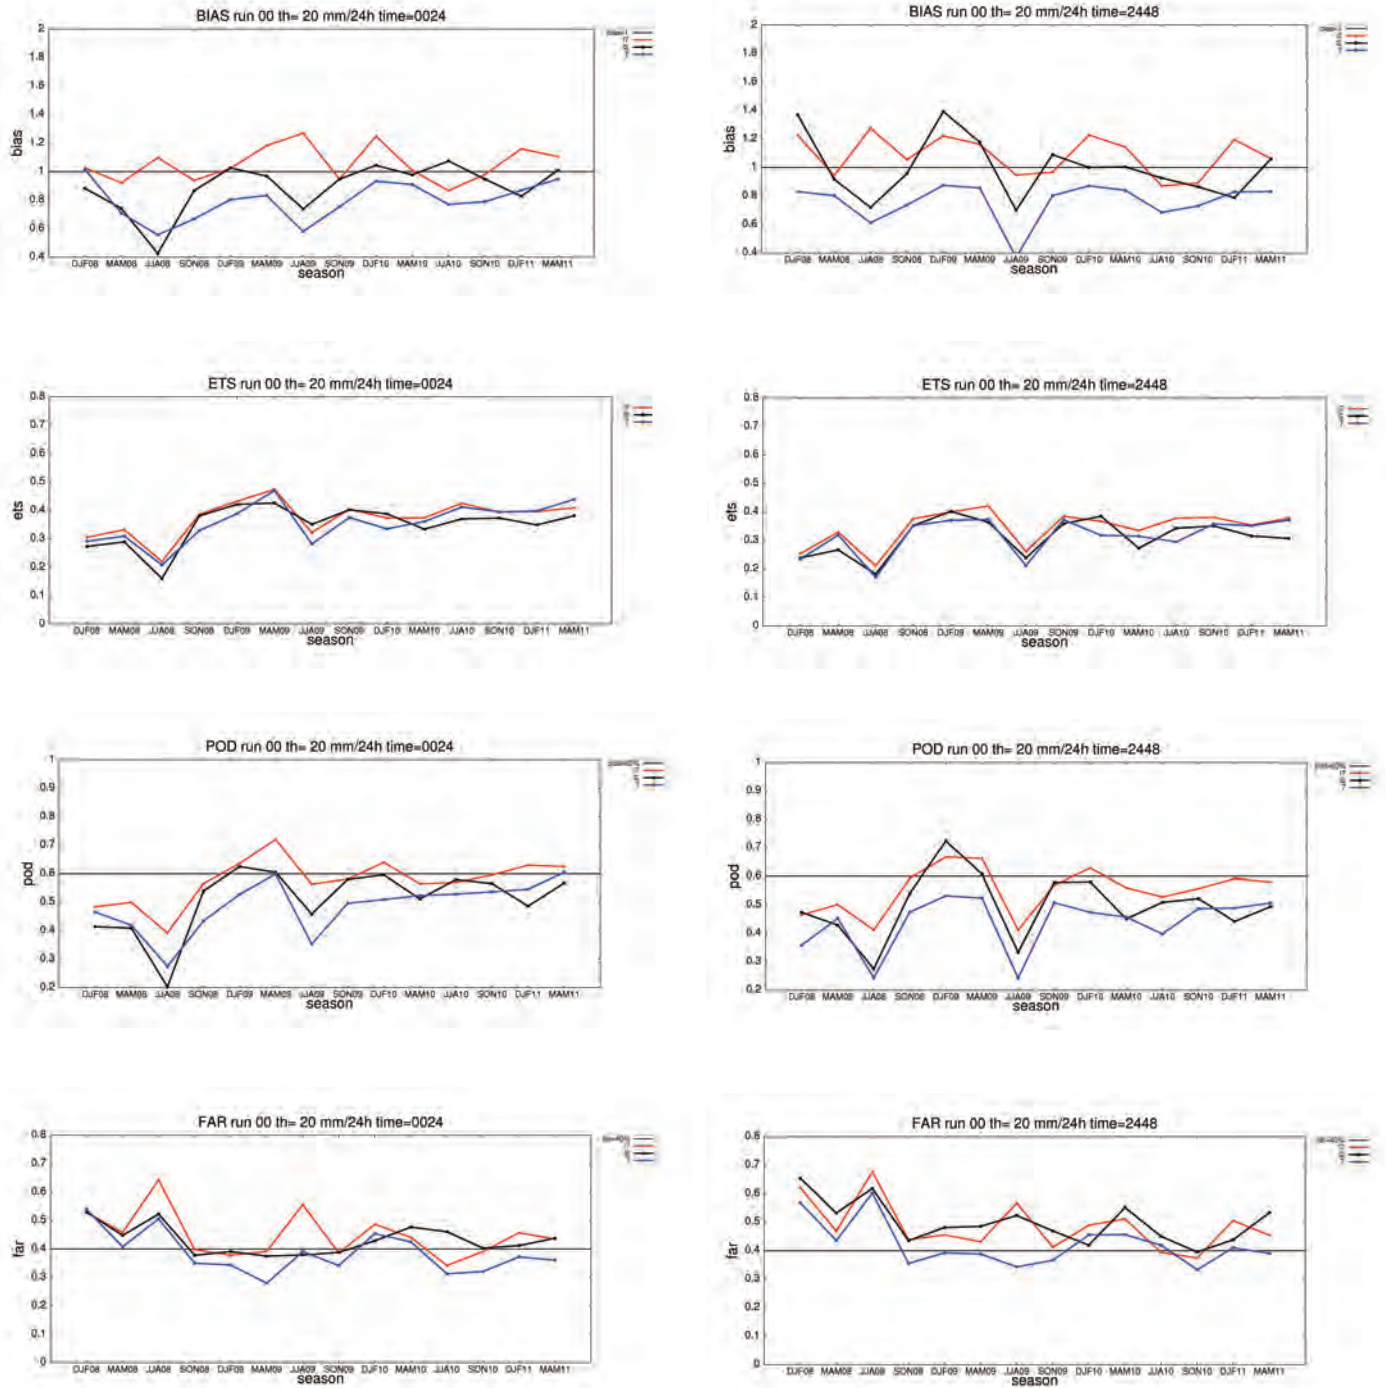 BIAS run 00 th= 20 mm/24h time=0024
2
1.8
1.6
1.4
1.2
1
0.8
0.6
0.4
bias
DJF08 MAM08 JJA08 SON08 DJF09 MAM09 JJA09 SON09 DJF10 MAM10 JJA10 SON10 DJF11 MAM11
season
BIAS run 00 th= 20 mm/24h time=2448
2
1.8
1.6
1.4
1.2
1
0.8
0.6
0.4
bias
DJF08 MAM08 JJA08 SON08 DJF09 MAM09 JJA09 SON09 DJF10 MAM10 JJA10 SON10 DJF11 MAM11
season
ETS run 00 th= 20 mm/24h time=0024
0.8
0.7
0.6
0.5
0.4
0.3
0.2
0.1
0
ets
DJF08 MAM08 JJA08 SON08 DJF09 MAM09 JJA09 SON09 DJF10 MAM10 JJA10 SON10 DJF11 MAM11
season
ETS run 00 th= 20 mm/24h time=2448
0.8
0.7
0.6
0.5
0.4
0.3
0.2
0.1
0
ets
DJF08 MAM08 JJA08 SON08 DJF09 MAM09 JJA09 SON09 DJF10 MAM10 JJA10 SON10 DJF11 MAM11
season
POD run 00 th= 20 mm/24h time=0024
1
0.9
0.8
0.7
0.6
0.5
0.4
0.3
0.2
pod
DJF08 MAM08 JJA08 SON08 DJF09 MAM09 JJA09 SON09 DJF10 MAM10 JJA10 SON10 DJF11 MAM11
season
POD run 00 th= 20 mm/24h time=2448
1
0.9
0.8
0.7
0.6
0.5
0.4
0.3
0.2
pod
DJF08 MAM08 JJA08 SON08 DJF09 MAM09 JJA09 SON09 DJF10 MAM10 JJA10 SON10 DJF11 MAM11
season
FAR run 00 th= 20 mm/24h time=0024
0.8
0.7
0.6
0.5
0.4
0.3
0.2
0.1
0
far
DJF08 MAM08 JJA08 SON08 DJF09 MAM09 JJA09 SON09 DJF10 MAM10 JJA10 SON10 DJF11 MAM11
season
FAR run 00 th= 20 mm/24h time=2448
0.8
0.7
0.6
0.5
0.4
0.3
0.2
0.1
0
far
DJF08 MAM08 JJA08 SON08 DJF09 MAM09 JJA09 SON09 DJF10 MAM10 JJA10 SON10 DJF11 MAM11
season